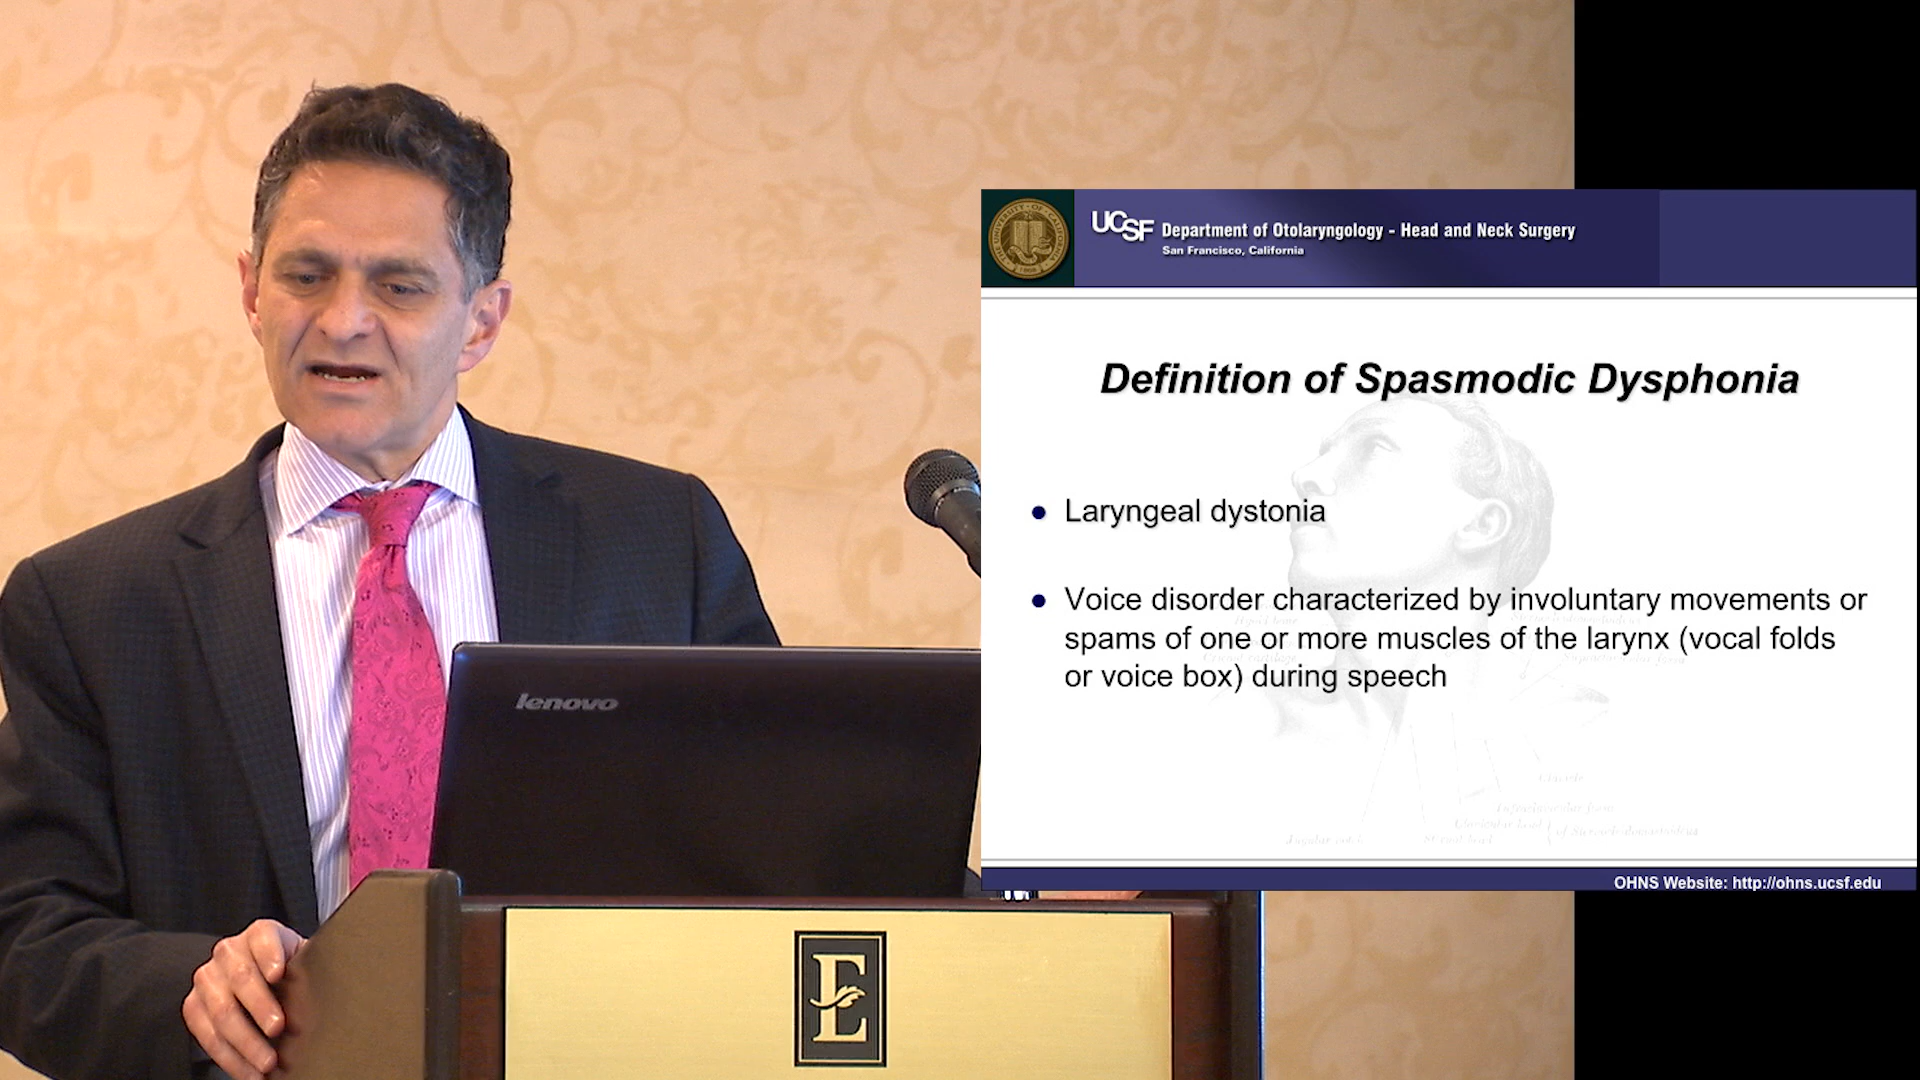 UCSF Department of Otolaryngology - Head and Neck Surgery
San Francisco, California
Definition of Spasmodic Dysphonia
Laryngeal dystonia
Voice disorder characterized by involuntary movements or
spams of one or more muscles of the larynx (vocal folds
or voice box) during speech
OHNS Website: http://ohns.ucsf.edu
lenovo
E